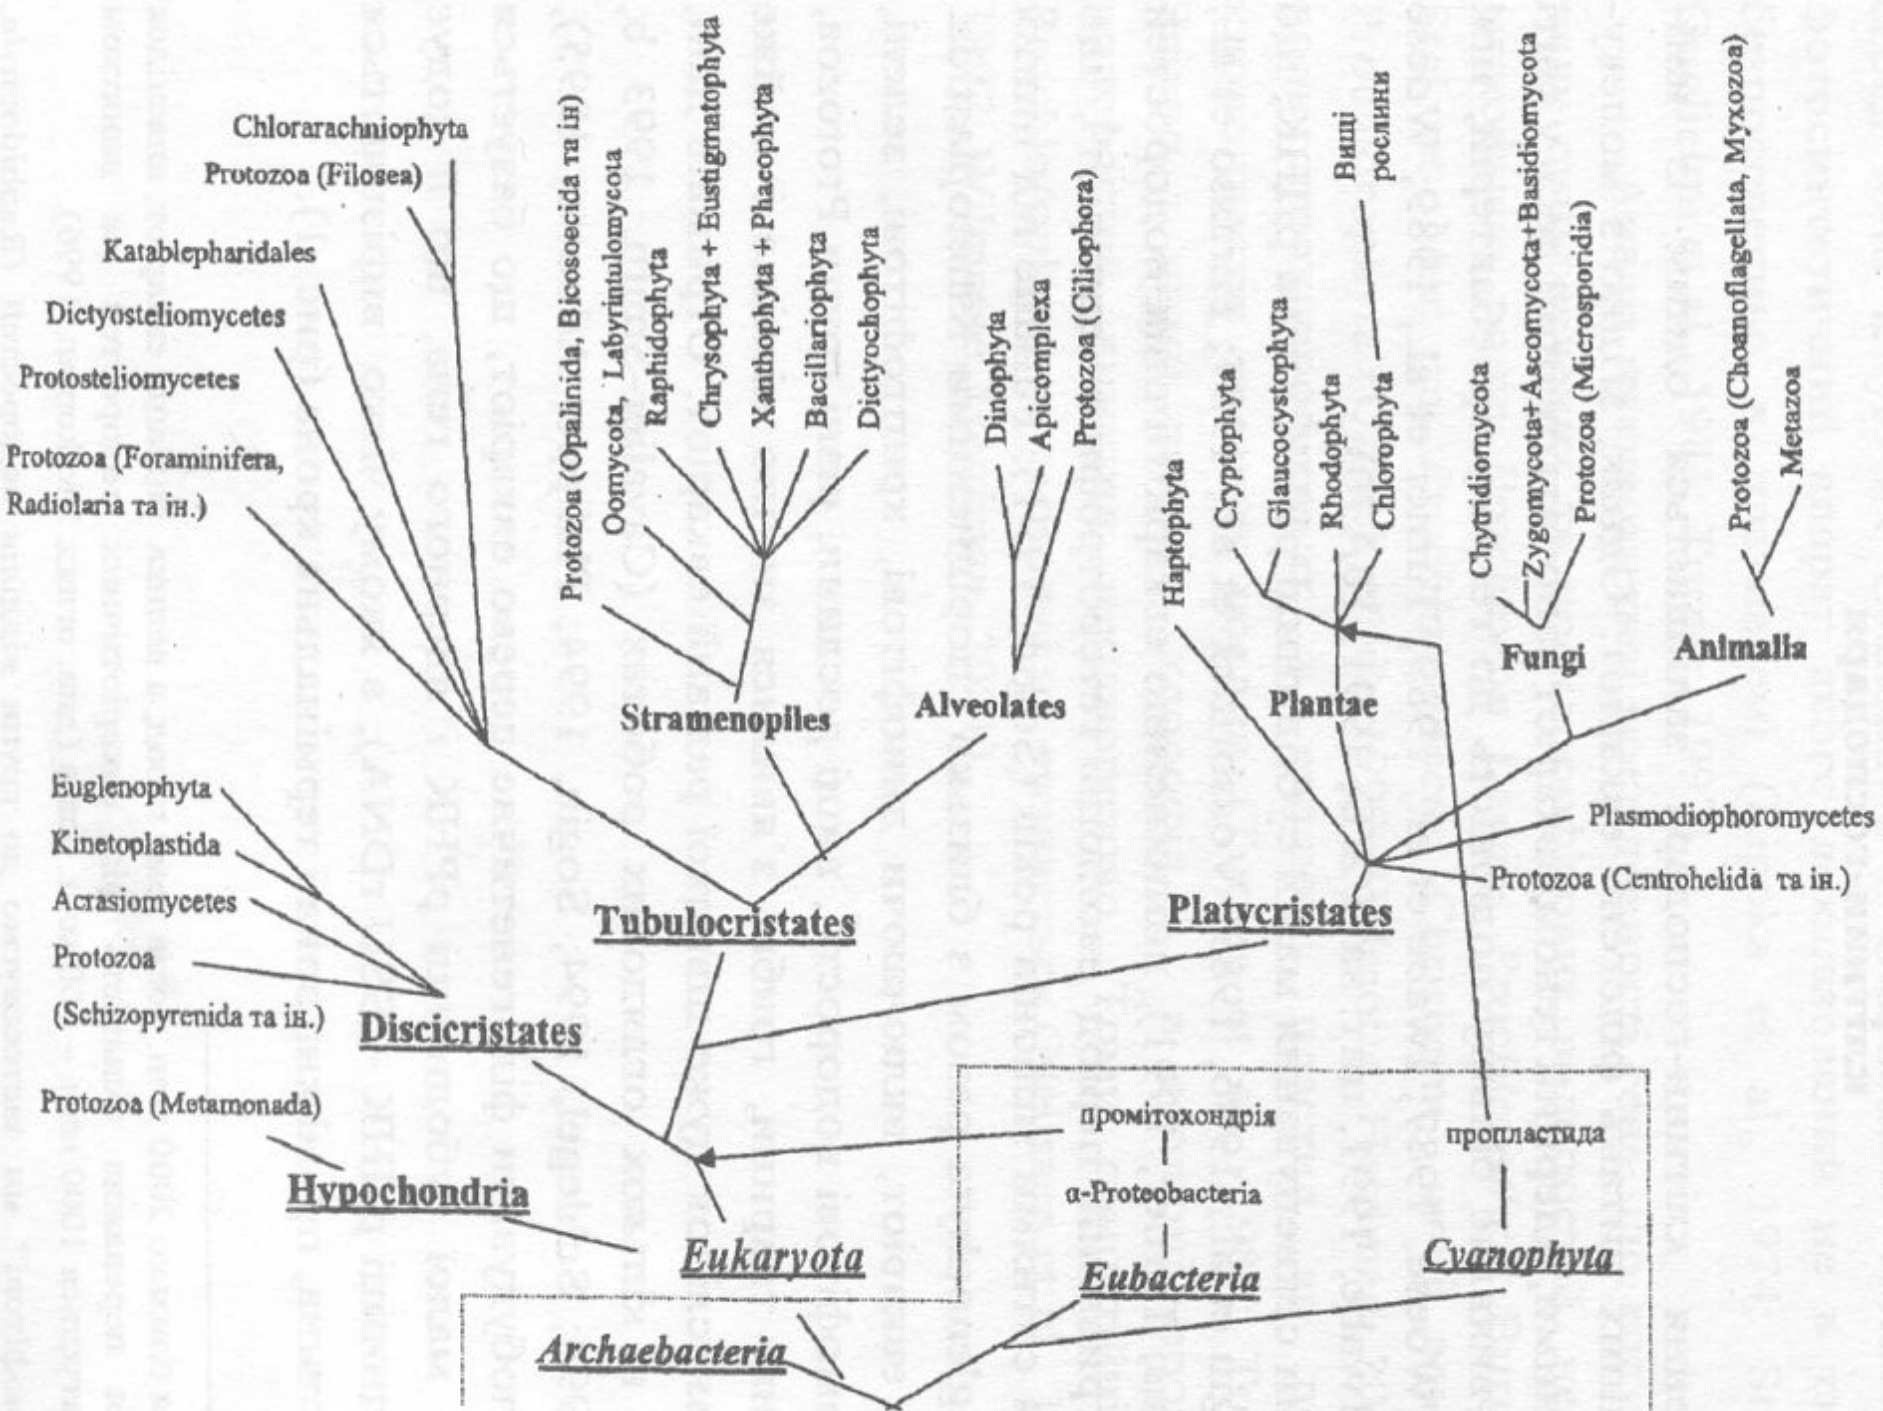 Chlorarachniophyta
Protozoa (Filosea)
Katablepharidales
Dictyosteliomycetes
Protosteliomycetes
Protozoa (Foraminifera,
Radiolaria та ін.)
Protozoa (Opalinida, Bicosoecida та ін)
Oomycota, Labyrintulomycota
Raphidophyta
Chrysophyta + Eustigmatophyta
Xanthophyta + Phaeophyta
Bacillariophyta
Dictyochophyta
Dinophyta
Apicomplexa
Protozoa (Ciliophora)
Haptophyta
Cryptophyta
Glaucocystophyta
Rhodophyta
Chlorophyta
Вищі
рослини
Chytridiomycota
Zygomycota+Ascomycota+Basidiomycota
Protozoa (Microsporidia)
Protozoa (Choanoflagellata, Myxozoa)
Metazoa
Stramenopiles
Alveolates
Plantae
Fungi
Animalia
Euglenophyta
Kinetoplastida
Acrasiomycetes
Protozoa
(Schizopyrenida та ін.)
Plasmodiophoromycetes
Protozoa (Centrohelida та ін.)
Tubulocristates
Platycristates
Discicristates
Protozoa (Metamonada)
Hypochondria
промітохондрія
пропластида
α-Proteobacteria
Eukaryota
Eubacteria
Cyanophyta
Archaebacteria